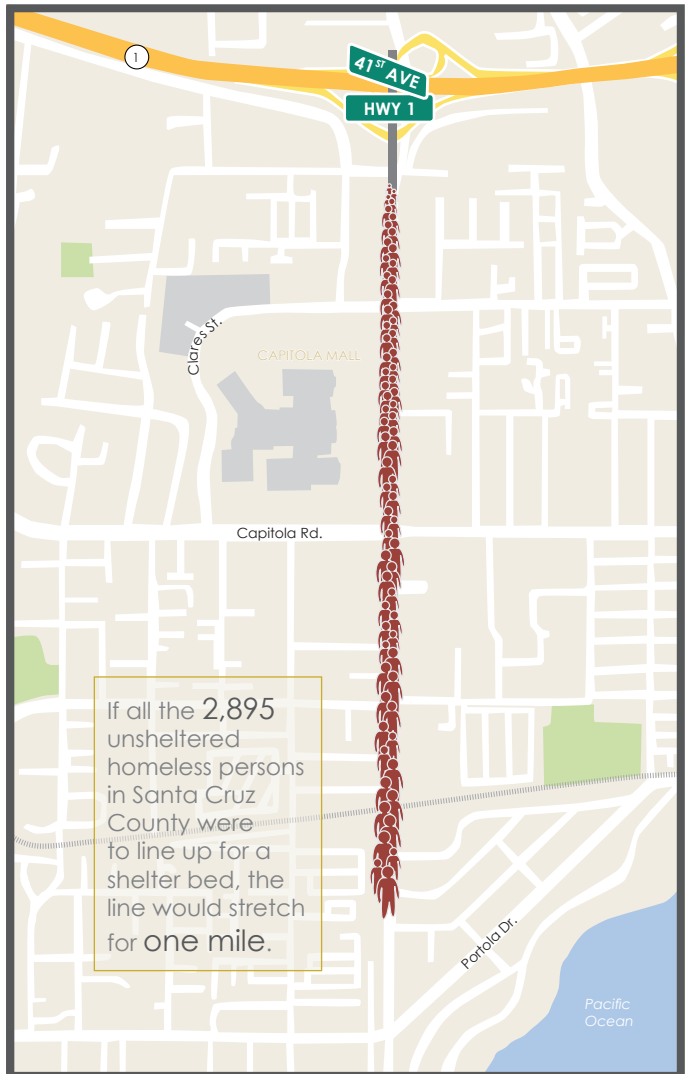 1
41ST AVE
HWY 1
Clares St.
CAPITOLA MALL
Capitola Rd.
If all the 2,895
unsheltered
homeless persons
in Santa Cruz
County were
to line up for a
shelter bed, the
line would stretch
for one mile.
Portola Dr.
Pacific
Ocean